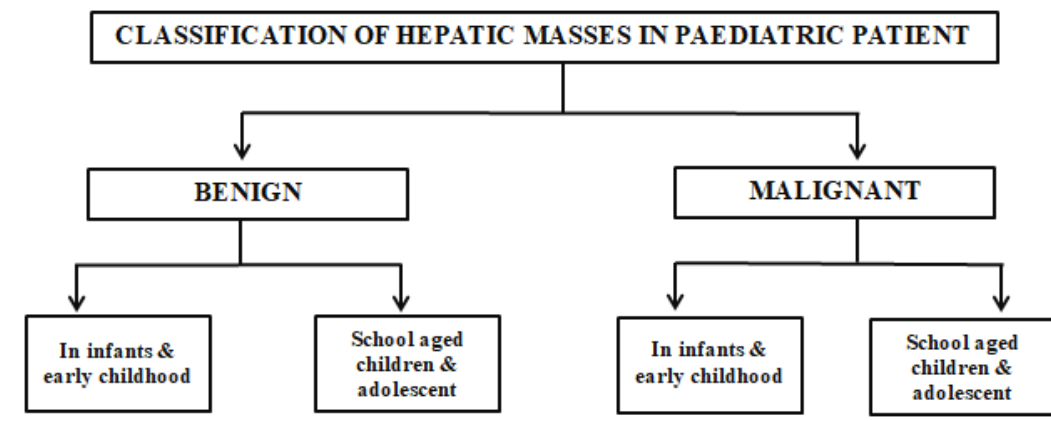 CLASSIFICATION OF HEPATIC MASSES IN PAEDIATRIC PATIENT
BENIGN
MALIGNANT
In infants &
early childhood
School aged
children &
adolescent
In infants &
early childhood
School aged
children &
adolescent